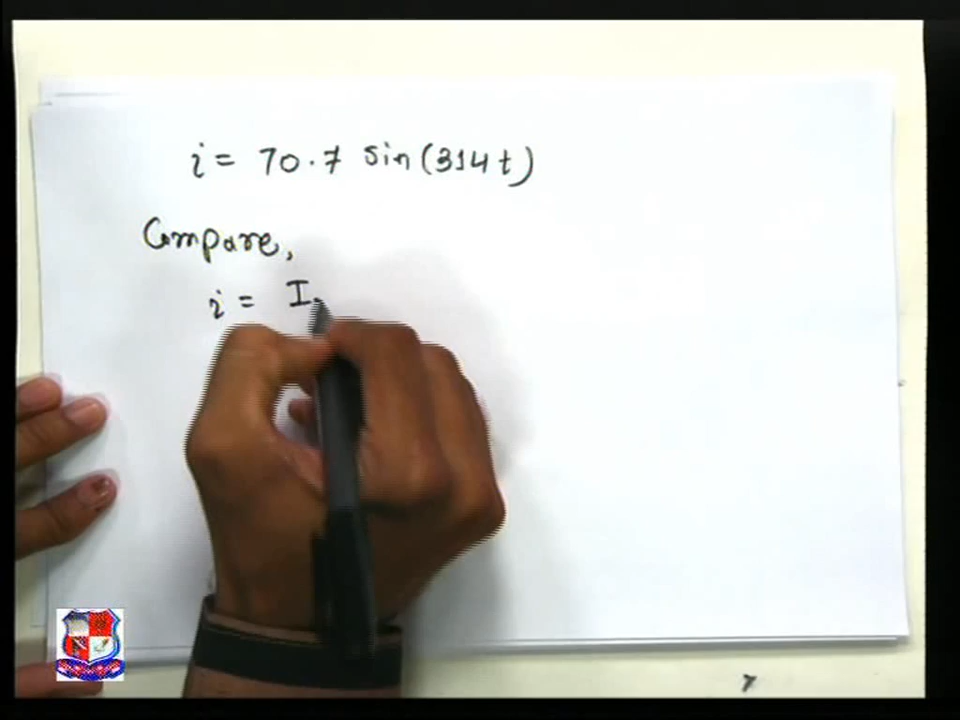 i = 70.7 sin(314t)
Compare,
i = I